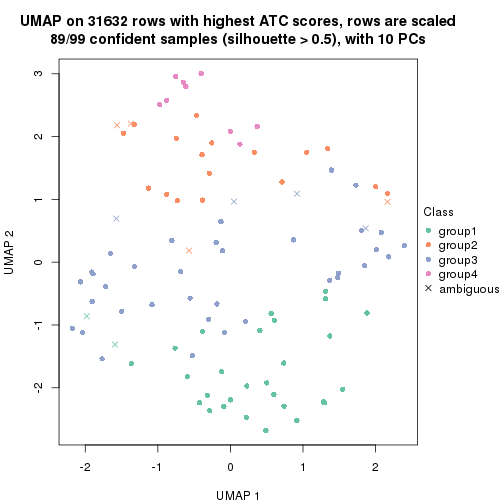 UMAP on 31632 rows with highest ATC scores, rows are scaled
89/99 confident samples (silhouette > 0.5), with 10 PCs
3
2
1
0
-1
-2
UMAP 2
-2 -1 0 1 2
UMAP 1
Class
group1
group2
group3
group4
ambiguous